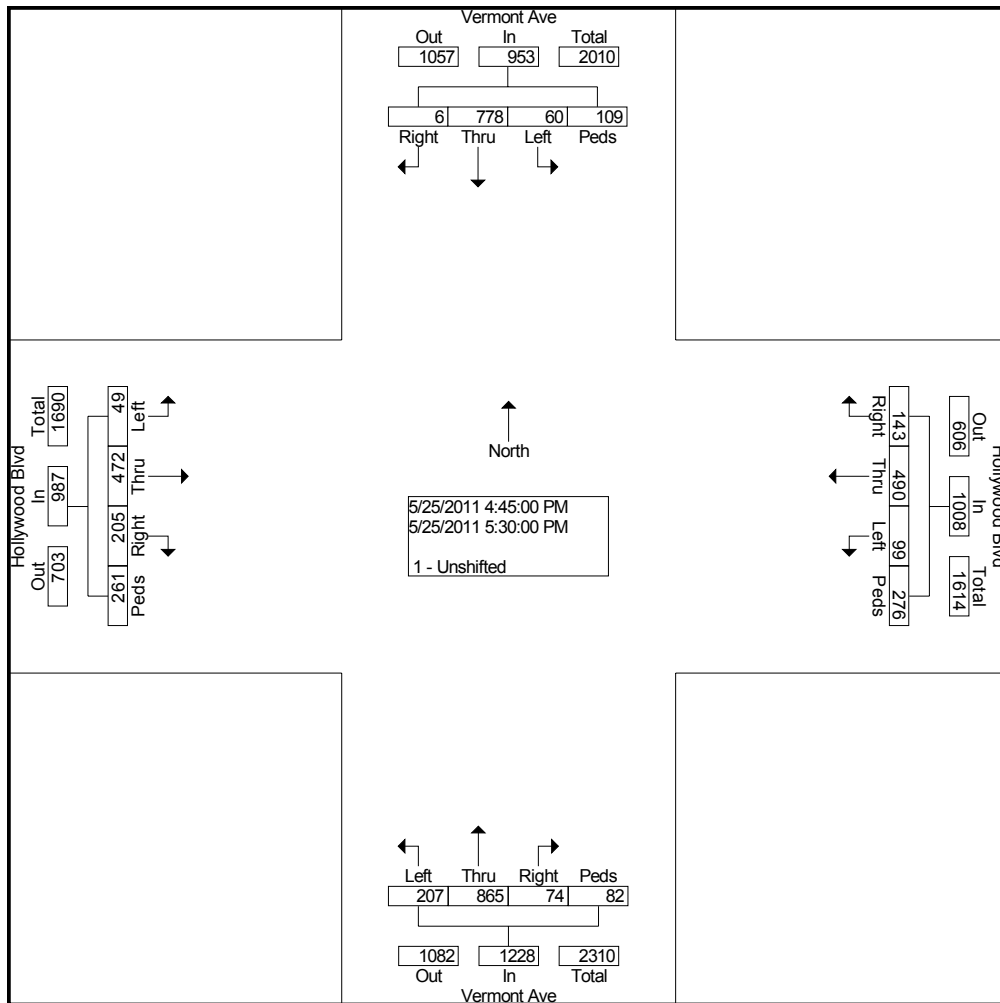 Vermont Ave
Out In Total
1057 953 2010
6 778 60 109
Right Thru Left Peds
Hollywood Blvd
Out In Total
703 987 1690
49 472 205 261
Left Thru Right Peds
North
5/25/2011 4:45:00 PM
5/25/2011 5:30:00 PM
1 - Unshifted
Right Thru Left Peds
143 490 99 276
Out In Total
606 1008 1614
Hollywood Blvd
Left Thru Right Peds
207 865 74 82
1082 1228 2310
Out In Total
Vermont Ave